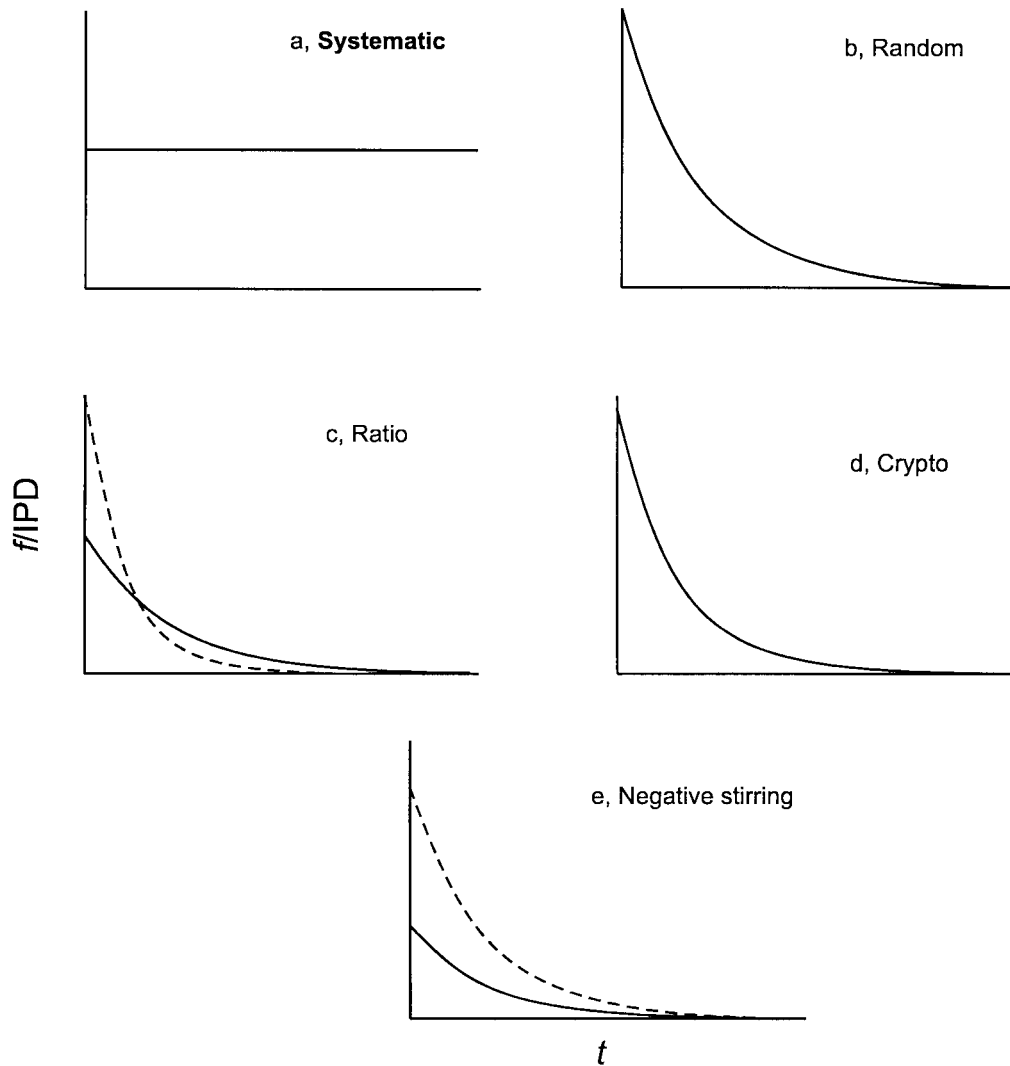 a, Systematic
b, Random
c, Ratio
d, Crypto
f/IPD
e, Negative stirring
t